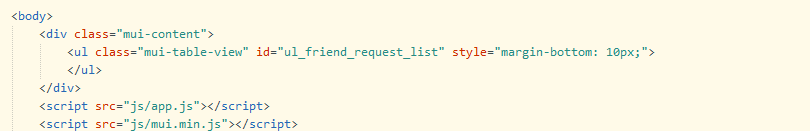 <body>
<div class="mui-content">
<ul class="mui-table-view" id="ul_friend_request_list" style="margin-bottom: 10px;">
</ul>
</div>
<script src="js/app.js"></script>
<script src="js/mui.min.js"></script>